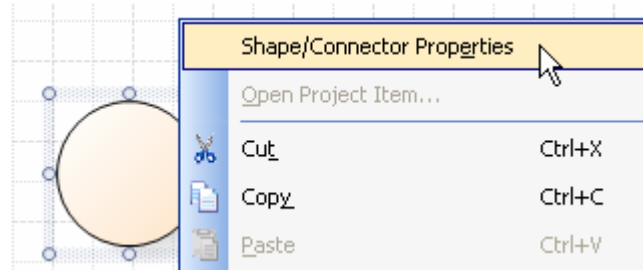 Shape/Connector Properties
Open Project Item...
Cut Ctrl+X
Copy Ctrl+C
Paste Ctrl+V